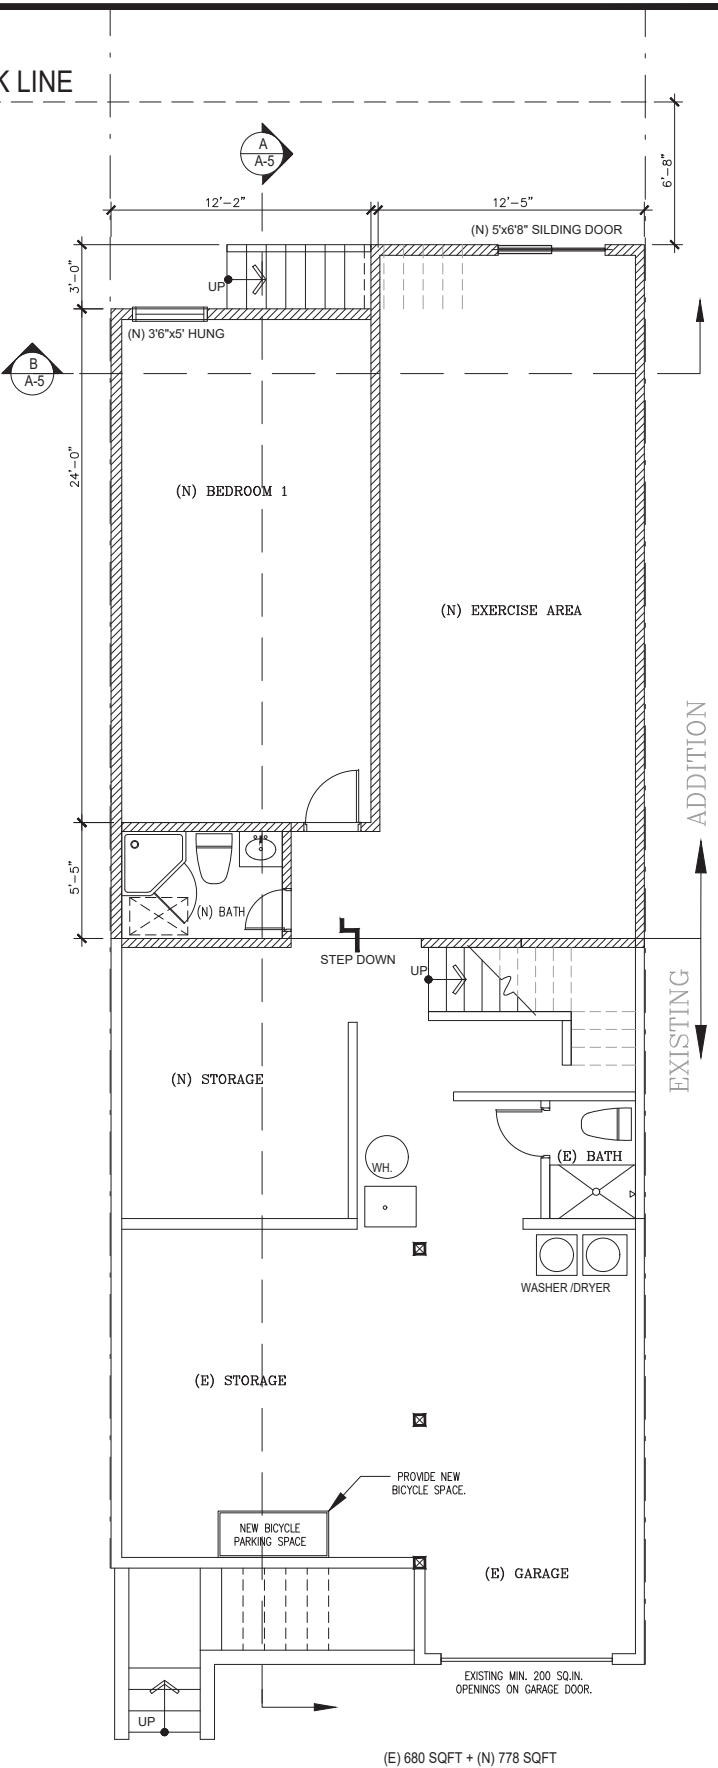 K LINE
A
A-5
6'-8"
12'-2"
12'-5"
(N) 5'x6'8" SILDING DOOR
3'-0"
UP
(N) 3'6"x5' HUNG
B
A-5
24'-0"
(N) BEDROOM 1
(N) EXERCISE AREA
ADDITION
5'-5"
(N) BATH
STEP DOWN
UP
EXISTING
(N) STORAGE
(E) BATH
WH.
WASHER /DRYER
(E) STORAGE
PROVIDE NEW
BICYCLE SPACE.
NEW BICYCLE
PARKING SPACE
(E) GARAGE
EXISTING MIN. 200 SQ.IN.
OPENINGS ON GARAGE DOOR.
UP
(E) 680 SQFT + (N) 778 SQFT